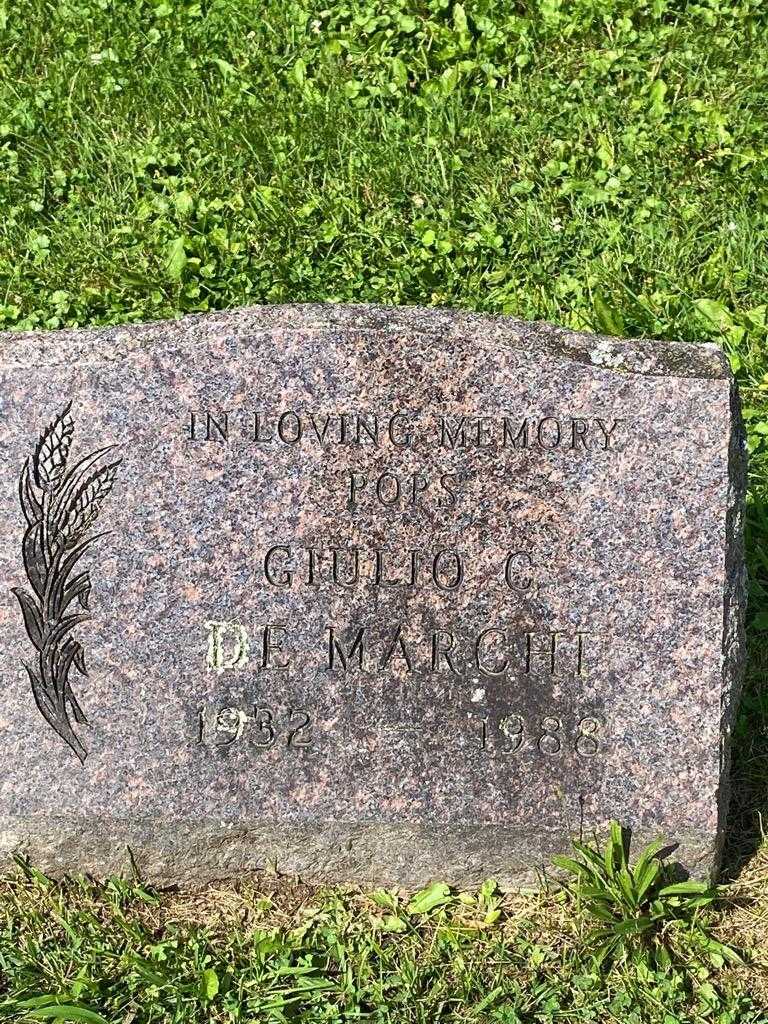 IN LOVING MEMORY
POPS
GIULIO C
DE MARCHI
1932 — 1988